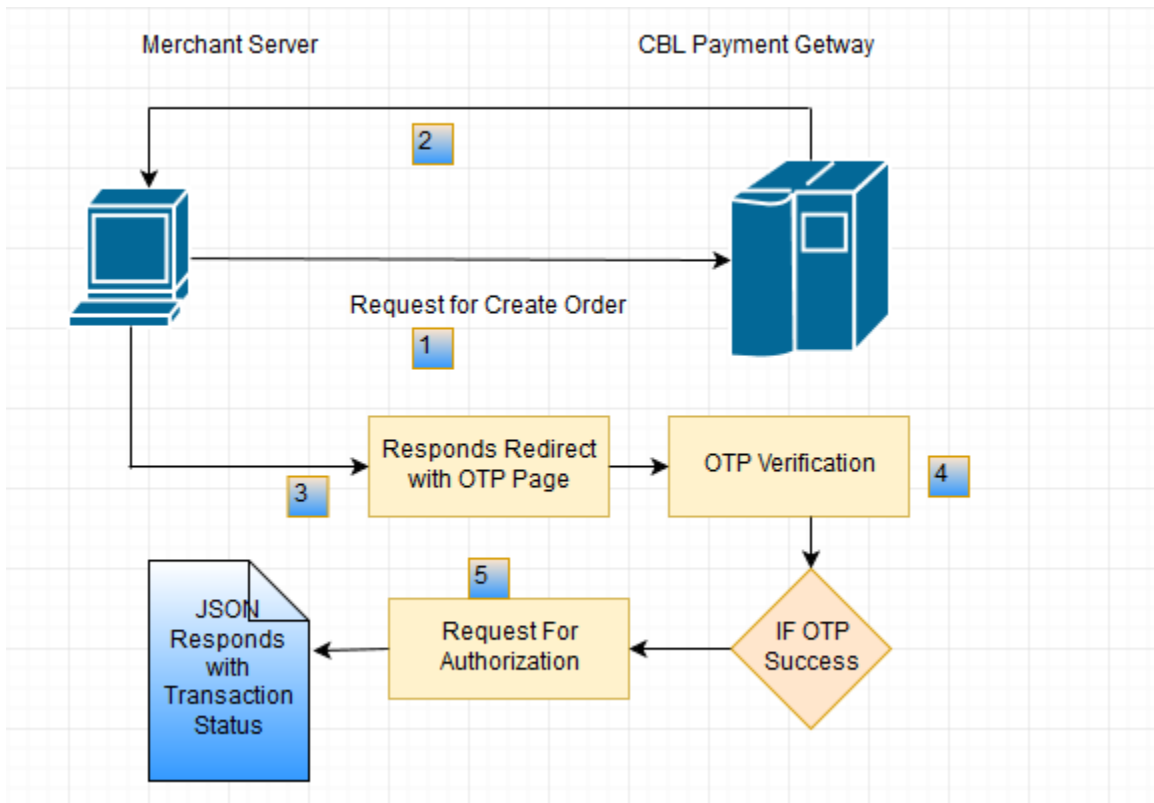 Merchant Server
CBL Payment Getway
2
Request for Create Order
1
Responds Redirect
with OTP Page
OTP Verification
3
4
5
IF OTP
Success
Request For
Authorization
JSON
Responds
with
Transaction
Status